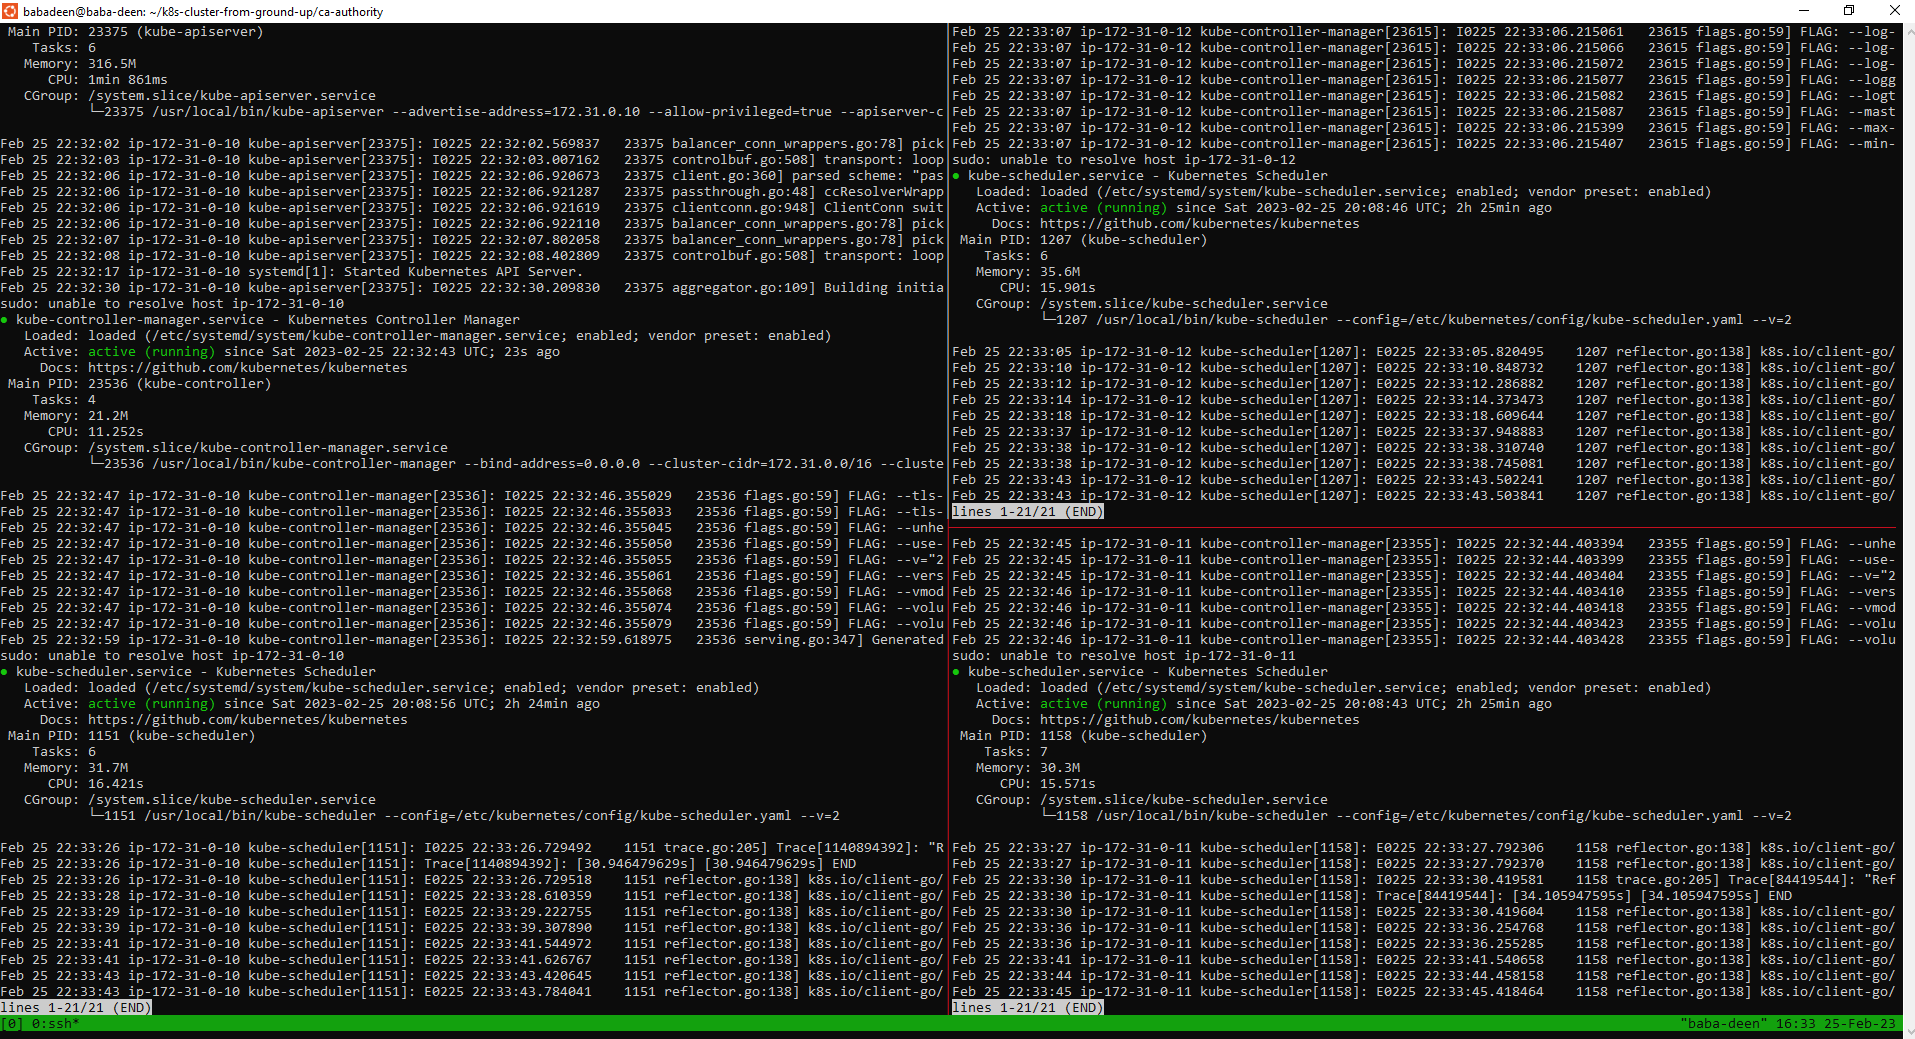 babadeen@baba-deen: ~/k8s-cluster-from-ground-up/ca-authority
Main PID: 23375 (kube-apiserver)
Tasks: 6
Memory: 316.5M
CPU: 1min 861ms
CGroup: /system.slice/kube-apiserver.service
└─23375 /usr/local/bin/kube-apiserver --advertise-address=172.31.0.10 --allow-privileged=true --apiserver-c
Feb 25 22:32:02 ip-172-31-0-10 kube-apiserver[23375]: I0225 22:32:02.569837   23375 balancer_conn_wrappers.go:78] pick
Feb 25 22:32:03 ip-172-31-0-10 kube-apiserver[23375]: I0225 22:32:03.007162   23375 controlbuf.go:508] transport: loop
Feb 25 22:32:06 ip-172-31-0-10 kube-apiserver[23375]: I0225 22:32:06.920673   23375 client.go:360] parsed scheme: "pas
Feb 25 22:32:06 ip-172-31-0-10 kube-apiserver[23375]: I0225 22:32:06.921287   23375 passthrough.go:48] ccResolverWrapp
Feb 25 22:32:06 ip-172-31-0-10 kube-apiserver[23375]: I0225 22:32:06.921619   23375 clientconn.go:948] ClientConn swit
Feb 25 22:32:06 ip-172-31-0-10 kube-apiserver[23375]: I0225 22:32:06.922110   23375 balancer_conn_wrappers.go:78] pick
Feb 25 22:32:07 ip-172-31-0-10 kube-apiserver[23375]: I0225 22:32:07.802058   23375 balancer_conn_wrappers.go:78] pick
Feb 25 22:32:08 ip-172-31-0-10 kube-apiserver[23375]: I0225 22:32:08.402809   23375 controlbuf.go:508] transport: loop
Feb 25 22:32:17 ip-172-31-0-10 systemd[1]: Started Kubernetes API Server.
Feb 25 22:32:30 ip-172-31-0-10 kube-apiserver[23375]: I0225 22:32:30.209830   23375 aggregator.go:109] Building initia
sudo: unable to resolve host ip-172-31-0-10
● kube-controller-manager.service - Kubernetes Controller Manager
Loaded: loaded (/etc/systemd/system/kube-controller-manager.service; enabled; vendor preset: enabled)
Active: active (running) since Sat 2023-02-25 22:32:43 UTC; 23s ago
Docs: https://github.com/kubernetes/kubernetes
Main PID: 23536 (kube-controller)
Tasks: 4
Memory: 21.2M
CPU: 11.252s
CGroup: /system.slice/kube-controller-manager.service
└─23536 /usr/local/bin/kube-controller-manager --bind-address=0.0.0.0 --cluster-cidr=172.31.0.0/16 --cluste
Feb 25 22:32:47 ip-172-31-0-10 kube-controller-manager[23536]: I0225 22:32:46.355029   23536 flags.go:59] FLAG: --tls-
Feb 25 22:32:47 ip-172-31-0-10 kube-controller-manager[23536]: I0225 22:32:46.355033   23536 flags.go:59] FLAG: --tls-
Feb 25 22:32:47 ip-172-31-0-10 kube-controller-manager[23536]: I0225 22:32:46.355045   23536 flags.go:59] FLAG: --unhe
Feb 25 22:32:47 ip-172-31-0-10 kube-controller-manager[23536]: I0225 22:32:46.355050   23536 flags.go:59] FLAG: --use-
Feb 25 22:32:47 ip-172-31-0-10 kube-controller-manager[23536]: I0225 22:32:46.355055   23536 flags.go:59] FLAG: --v="2
Feb 25 22:32:47 ip-172-31-0-10 kube-controller-manager[23536]: I0225 22:32:46.355061   23536 flags.go:59] FLAG: --vers
Feb 25 22:32:47 ip-172-31-0-10 kube-controller-manager[23536]: I0225 22:32:46.355068   23536 flags.go:59] FLAG: --vmod
Feb 25 22:32:47 ip-172-31-0-10 kube-controller-manager[23536]: I0225 22:32:46.355074   23536 flags.go:59] FLAG: --volu
Feb 25 22:32:47 ip-172-31-0-10 kube-controller-manager[23536]: I0225 22:32:46.355079   23536 flags.go:59] FLAG: --volu
Feb 25 22:32:59 ip-172-31-0-10 kube-controller-manager[23536]: I0225 22:32:59.618975   23536 serving.go:347] Generated
sudo: unable to resolve host ip-172-31-0-10
● kube-scheduler.service - Kubernetes Scheduler
Loaded: loaded (/etc/systemd/system/kube-scheduler.service; enabled; vendor preset: enabled)
Active: active (running) since Sat 2023-02-25 20:08:56 UTC; 2h 24min ago
Docs: https://github.com/kubernetes/kubernetes
Main PID: 1151 (kube-scheduler)
Tasks: 6
Memory: 31.7M
CPU: 16.421s
CGroup: /system.slice/kube-scheduler.service
└─1151 /usr/local/bin/kube-scheduler --config=/etc/kubernetes/config/kube-scheduler.yaml --v=2
Feb 25 22:33:26 ip-172-31-0-10 kube-scheduler[1151]: I0225 22:33:26.729492    1151 trace.go:205] Trace[1140894392]: "R
Feb 25 22:33:26 ip-172-31-0-10 kube-scheduler[1151]: Trace[1140894392]: [30.946479629s] [30.946479629s] END
Feb 25 22:33:26 ip-172-31-0-10 kube-scheduler[1151]: E0225 22:33:26.729518    1151 reflector.go:138] k8s.io/client-go/
Feb 25 22:33:28 ip-172-31-0-10 kube-scheduler[1151]: E0225 22:33:28.610359    1151 reflector.go:138] k8s.io/client-go/
Feb 25 22:33:29 ip-172-31-0-10 kube-scheduler[1151]: E0225 22:33:29.222755    1151 reflector.go:138] k8s.io/client-go/
Feb 25 22:33:39 ip-172-31-0-10 kube-scheduler[1151]: E0225 22:33:39.307890    1151 reflector.go:138] k8s.io/client-go/
Feb 25 22:33:41 ip-172-31-0-10 kube-scheduler[1151]: E0225 22:33:41.544972    1151 reflector.go:138] k8s.io/client-go/
Feb 25 22:33:41 ip-172-31-0-10 kube-scheduler[1151]: E0225 22:33:41.626767    1151 reflector.go:138] k8s.io/client-go/
Feb 25 22:33:43 ip-172-31-0-10 kube-scheduler[1151]: E0225 22:33:43.420645    1151 reflector.go:138] k8s.io/client-go/
Feb 25 22:33:43 ip-172-31-0-10 kube-scheduler[1151]: E0225 22:33:43.784041    1151 reflector.go:138] k8s.io/client-go/
lines 1-21/21 (END)
Feb 25 22:33:07 ip-172-31-0-12 kube-controller-manager[23615]: I0225 22:33:06.215061   23615 flags.go:59] FLAG: --log-
Feb 25 22:33:07 ip-172-31-0-12 kube-controller-manager[23615]: I0225 22:33:06.215066   23615 flags.go:59] FLAG: --log-
Feb 25 22:33:07 ip-172-31-0-12 kube-controller-manager[23615]: I0225 22:33:06.215072   23615 flags.go:59] FLAG: --log-
Feb 25 22:33:07 ip-172-31-0-12 kube-controller-manager[23615]: I0225 22:33:06.215077   23615 flags.go:59] FLAG: --logg
Feb 25 22:33:07 ip-172-31-0-12 kube-controller-manager[23615]: I0225 22:33:06.215082   23615 flags.go:59] FLAG: --logt
Feb 25 22:33:07 ip-172-31-0-12 kube-controller-manager[23615]: I0225 22:33:06.215087   23615 flags.go:59] FLAG: --mast
Feb 25 22:33:07 ip-172-31-0-12 kube-controller-manager[23615]: I0225 22:33:06.215399   23615 flags.go:59] FLAG: --max-
Feb 25 22:33:07 ip-172-31-0-12 kube-controller-manager[23615]: I0225 22:33:06.215407   23615 flags.go:59] FLAG: --min-
sudo: unable to resolve host ip-172-31-0-12
● kube-scheduler.service - Kubernetes Scheduler
Loaded: loaded (/etc/systemd/system/kube-scheduler.service; enabled; vendor preset: enabled)
Active: active (running) since Sat 2023-02-25 20:08:46 UTC; 2h 25min ago
Docs: https://github.com/kubernetes/kubernetes
Main PID: 1207 (kube-scheduler)
Tasks: 6
Memory: 35.6M
CPU: 15.901s
CGroup: /system.slice/kube-scheduler.service
└─1207 /usr/local/bin/kube-scheduler --config=/etc/kubernetes/config/kube-scheduler.yaml --v=2
Feb 25 22:33:05 ip-172-31-0-12 kube-scheduler[1207]: E0225 22:33:05.820495    1207 reflector.go:138] k8s.io/client-go/
Feb 25 22:33:10 ip-172-31-0-12 kube-scheduler[1207]: E0225 22:33:10.848732    1207 reflector.go:138] k8s.io/client-go/
Feb 25 22:33:12 ip-172-31-0-12 kube-scheduler[1207]: E0225 22:33:12.286882    1207 reflector.go:138] k8s.io/client-go/
Feb 25 22:33:14 ip-172-31-0-12 kube-scheduler[1207]: E0225 22:33:14.373473    1207 reflector.go:138] k8s.io/client-go/
Feb 25 22:33:18 ip-172-31-0-12 kube-scheduler[1207]: E0225 22:33:18.609644    1207 reflector.go:138] k8s.io/client-go/
Feb 25 22:33:37 ip-172-31-0-12 kube-scheduler[1207]: E0225 22:33:37.948883    1207 reflector.go:138] k8s.io/client-go/
Feb 25 22:33:38 ip-172-31-0-12 kube-scheduler[1207]: E0225 22:33:38.310740    1207 reflector.go:138] k8s.io/client-go/
Feb 25 22:33:38 ip-172-31-0-12 kube-scheduler[1207]: E0225 22:33:38.745081    1207 reflector.go:138] k8s.io/client-go/
Feb 25 22:33:43 ip-172-31-0-12 kube-scheduler[1207]: E0225 22:33:43.502241    1207 reflector.go:138] k8s.io/client-go/
Feb 25 22:33:43 ip-172-31-0-12 kube-scheduler[1207]: E0225 22:33:43.503841    1207 reflector.go:138] k8s.io/client-go/
lines 1-21/21 (END)
Feb 25 22:32:45 ip-172-31-0-11 kube-controller-manager[23355]: I0225 22:32:44.403394   23355 flags.go:59] FLAG: --unhe
Feb 25 22:32:45 ip-172-31-0-11 kube-controller-manager[23355]: I0225 22:32:44.403399   23355 flags.go:59] FLAG: --use-
Feb 25 22:32:45 ip-172-31-0-11 kube-controller-manager[23355]: I0225 22:32:44.403404   23355 flags.go:59] FLAG: --v="2
Feb 25 22:32:46 ip-172-31-0-11 kube-controller-manager[23355]: I0225 22:32:44.403410   23355 flags.go:59] FLAG: --vers
Feb 25 22:32:46 ip-172-31-0-11 kube-controller-manager[23355]: I0225 22:32:44.403418   23355 flags.go:59] FLAG: --vmod
Feb 25 22:32:46 ip-172-31-0-11 kube-controller-manager[23355]: I0225 22:32:44.403423   23355 flags.go:59] FLAG: --volu
Feb 25 22:32:46 ip-172-31-0-11 kube-controller-manager[23355]: I0225 22:32:44.403428   23355 flags.go:59] FLAG: --volu
sudo: unable to resolve host ip-172-31-0-11
● kube-scheduler.service - Kubernetes Scheduler
Loaded: loaded (/etc/systemd/system/kube-scheduler.service; enabled; vendor preset: enabled)
Active: active (running) since Sat 2023-02-25 20:08:43 UTC; 2h 25min ago
Docs: https://github.com/kubernetes/kubernetes
Main PID: 1158 (kube-scheduler)
Tasks: 7
Memory: 30.3M
CPU: 15.571s
CGroup: /system.slice/kube-scheduler.service
└─1158 /usr/local/bin/kube-scheduler --config=/etc/kubernetes/config/kube-scheduler.yaml --v=2
Feb 25 22:33:27 ip-172-31-0-11 kube-scheduler[1158]: E0225 22:33:27.792306    1158 reflector.go:138] k8s.io/client-go/
Feb 25 22:33:27 ip-172-31-0-11 kube-scheduler[1158]: E0225 22:33:27.792370    1158 reflector.go:138] k8s.io/client-go/
Feb 25 22:33:30 ip-172-31-0-11 kube-scheduler[1158]: I0225 22:33:30.419581    1158 trace.go:205] Trace[84419544]: "Ref
Feb 25 22:33:30 ip-172-31-0-11 kube-scheduler[1158]: Trace[84419544]: [34.105947595s] [34.105947595s] END
Feb 25 22:33:30 ip-172-31-0-11 kube-scheduler[1158]: E0225 22:33:30.419604    1158 reflector.go:138] k8s.io/client-go/
Feb 25 22:33:36 ip-172-31-0-11 kube-scheduler[1158]: E0225 22:33:36.254768    1158 reflector.go:138] k8s.io/client-go/
Feb 25 22:33:36 ip-172-31-0-11 kube-scheduler[1158]: E0225 22:33:36.255285    1158 reflector.go:138] k8s.io/client-go/
Feb 25 22:33:41 ip-172-31-0-11 kube-scheduler[1158]: E0225 22:33:41.540658    1158 reflector.go:138] k8s.io/client-go/
Feb 25 22:33:44 ip-172-31-0-11 kube-scheduler[1158]: E0225 22:33:44.458158    1158 reflector.go:138] k8s.io/client-go/
Feb 25 22:33:45 ip-172-31-0-11 kube-scheduler[1158]: E0225 22:33:45.418464    1158 reflector.go:138] k8s.io/client-go/
lines 1-21/21 (END)
[0] 0:ssh*
"baba-deen" 16:33 25-Feb-23